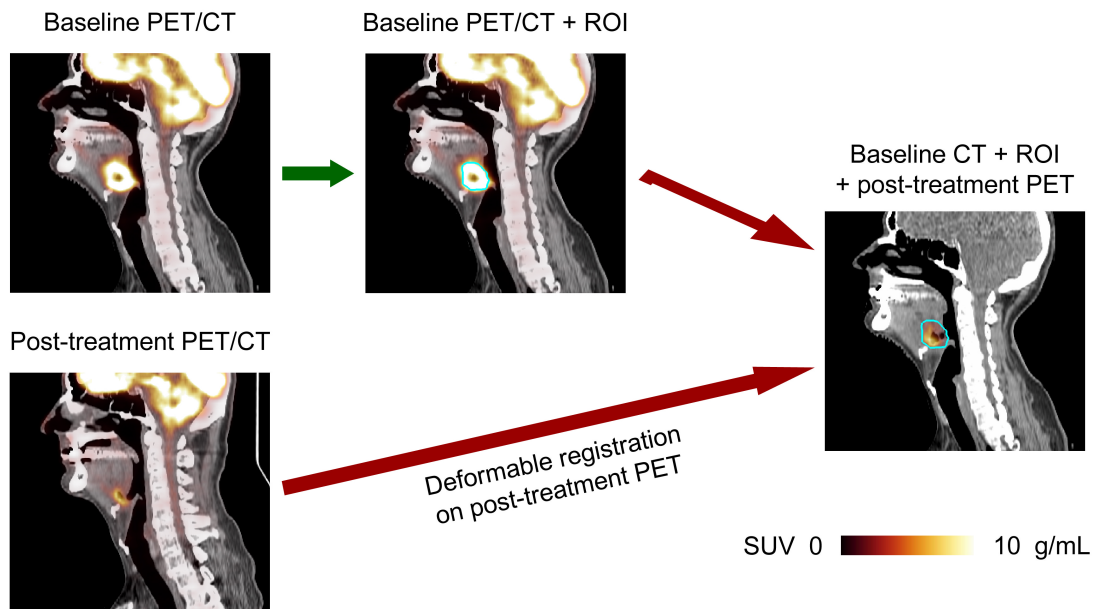 Baseline PET/CT
Baseline PET/CT + ROI
Baseline CT + ROI
+ post-treatment PET
Post-treatment PET/CT
Deformable registration
on post-treatment PET
SUV 0 10 g/mL